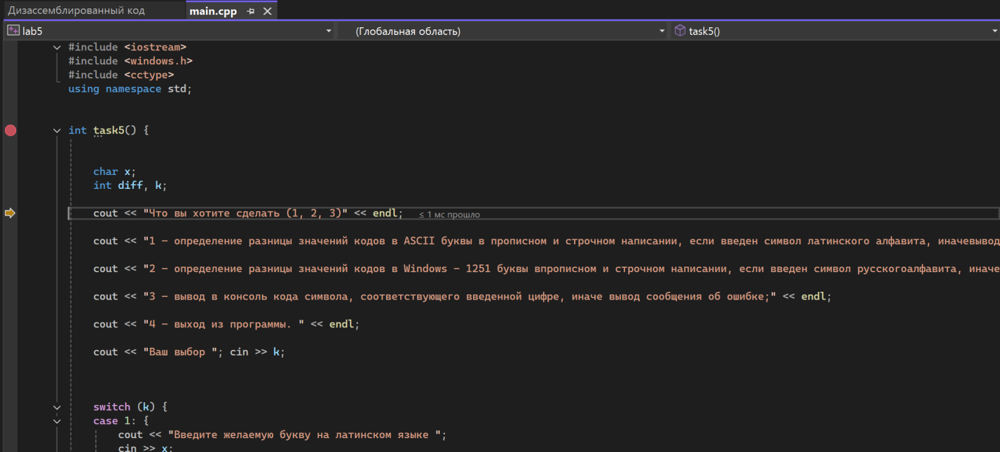 Дизассемблированный код main.cpp
lab5 (Глобальная область) task5()
#include <iostream>
#include <windows.h>
#include <cctype>
using namespace std;
int task5() {
char x;
int diff, k;
cout << "Что вы хотите сделать (1, 2, 3)" << endl; ≤ 1 мс прошло
cout << "1 - определение разницы значений кодов в ASCII буквы в прописном и строчном написании, если введен символ латинского алфавита, иначевывод
cout << "2 - определение разницы значений кодов в Windows - 1251 буквы впрописном и строчном написании, если введен символ русскогоалфавита, иначе
cout << "3 - вывод в консоль кода символа, соответствующего введенной цифре, иначе вывод сообщения об ошибке;" << endl;
cout << "4 - выход из программы. " << endl;
cout << "Ваш выбор "; cin >> k;
switch (k) {
case 1: {
cout << "Введите желаемую букву на латинском языке ";
cin >> x;